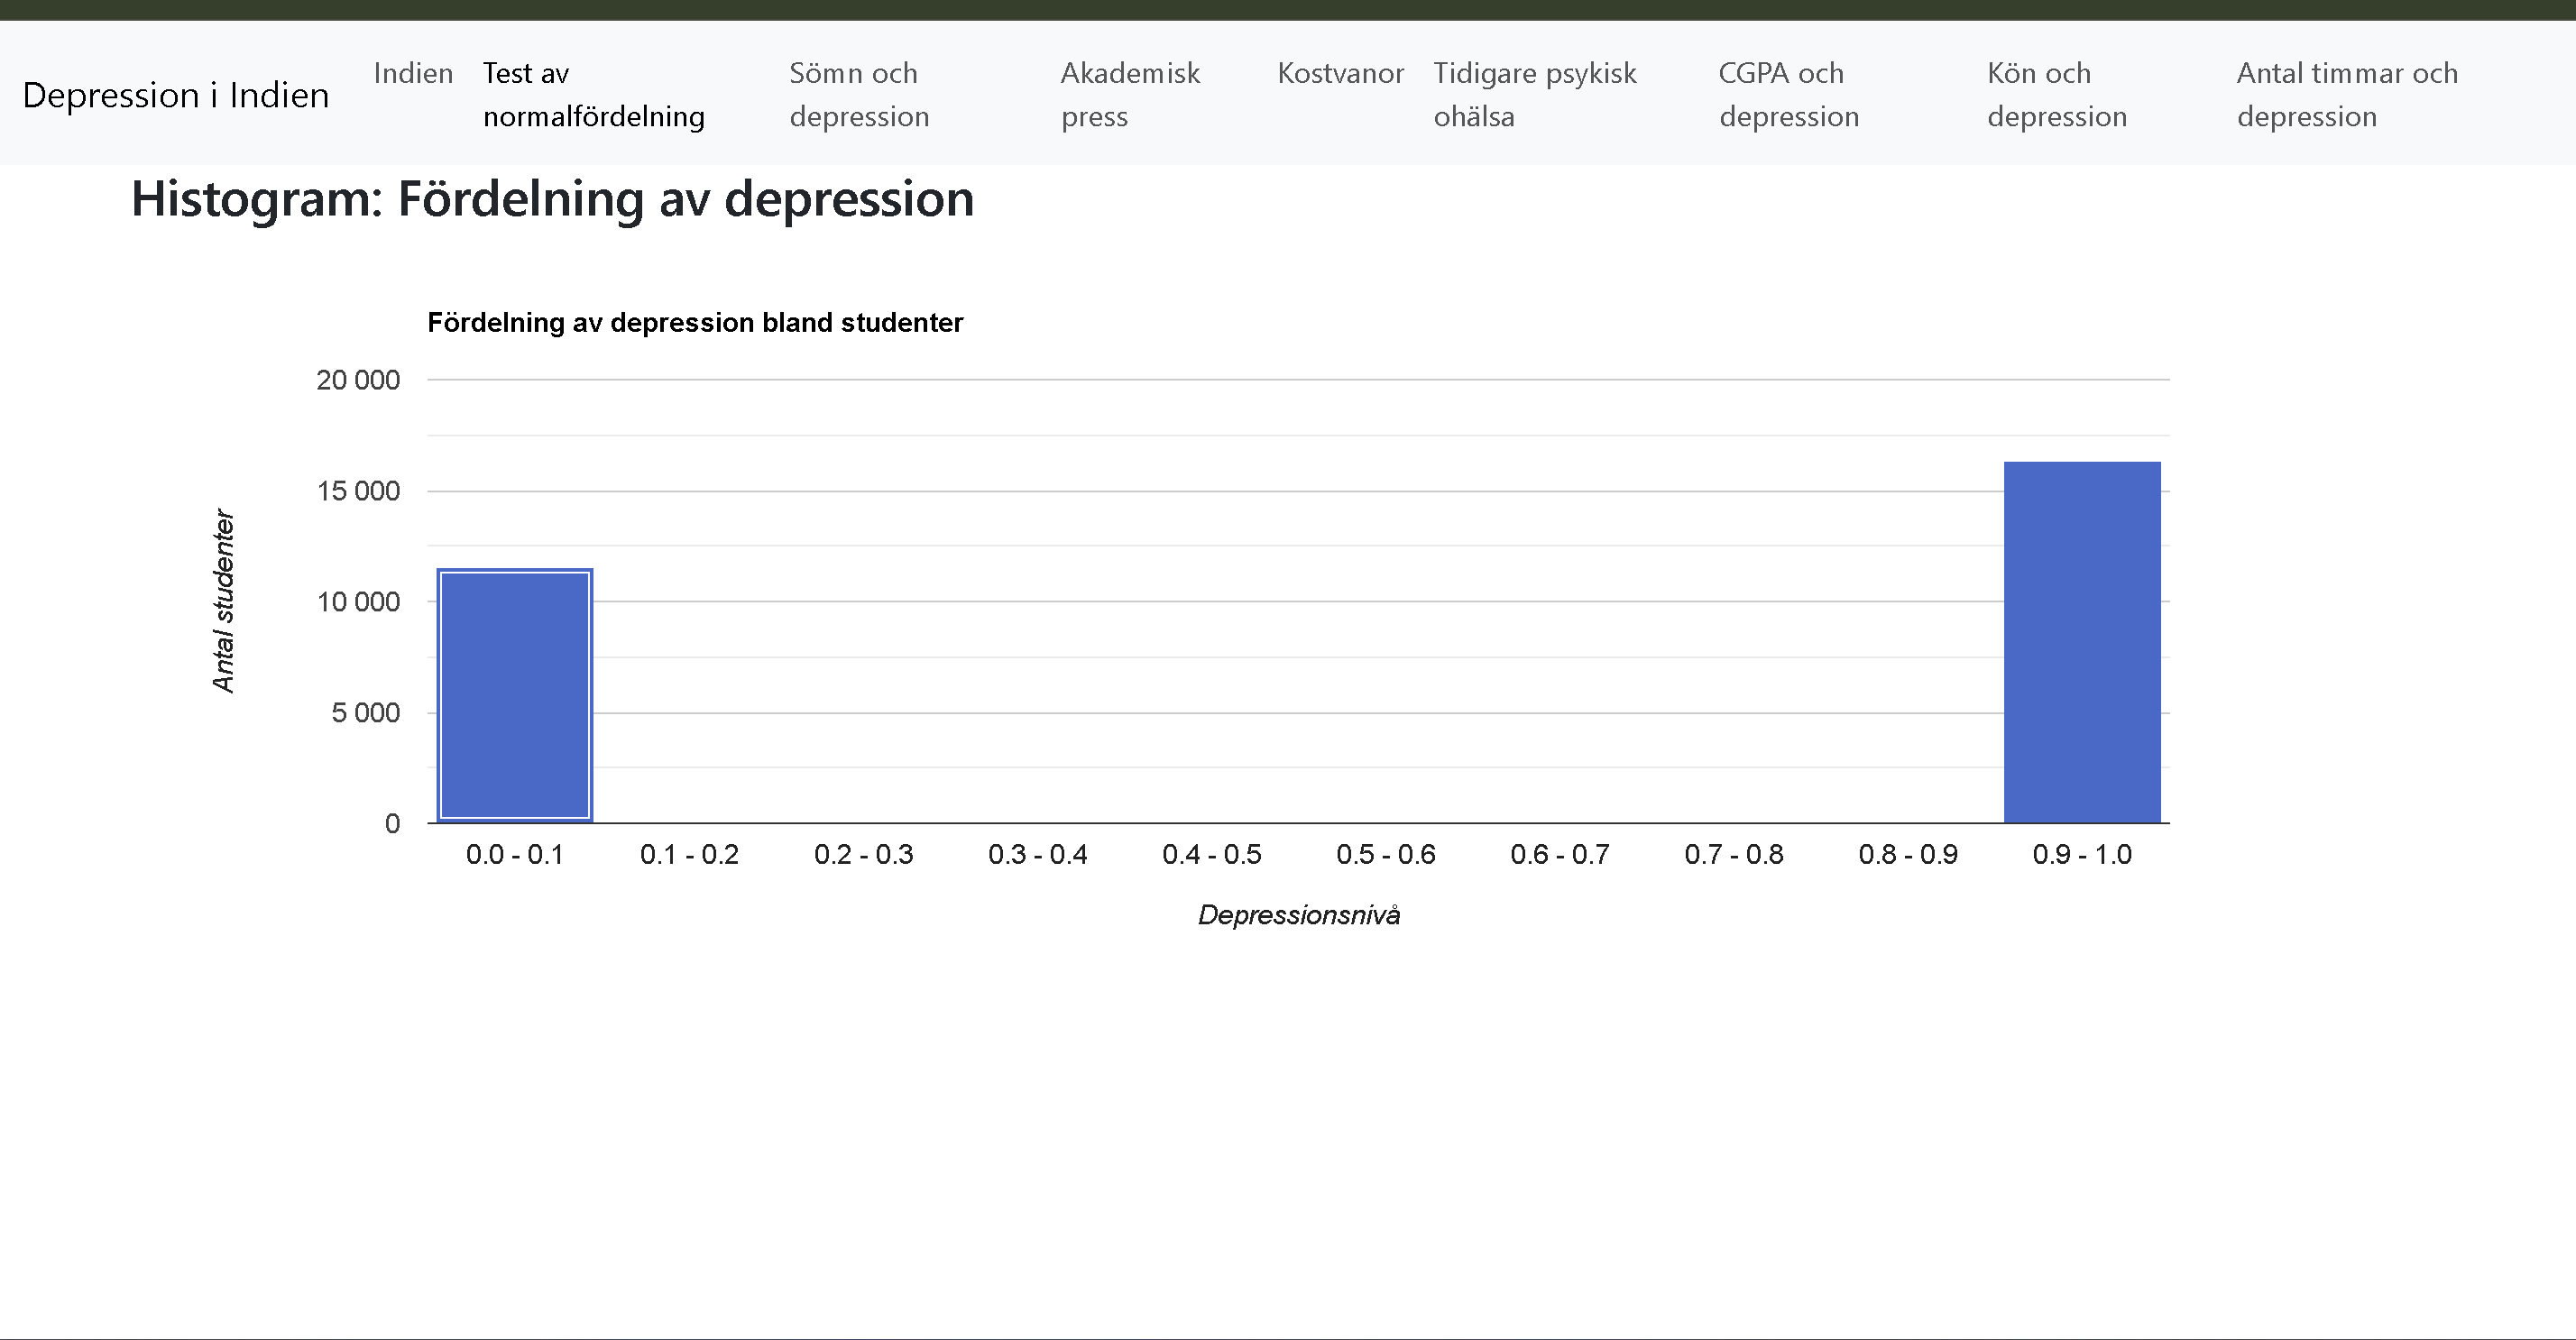 Depression i Indien
Indien
Test av
normalfördelning
Sömn och
depression
Akademisk
press
Kostvanor
Tidigare psykisk
ohälsa
CGPA och
depression
Kön och
depression
Antal timmar och
depression
Histogram: Fördelning av depression
Fördelning av depression bland studenter
20 000
15 000
10 000
5 000
0
Antal studenter
0.0 - 0.1
0.1 - 0.2
0.2 - 0.3
0.3 - 0.4
0.4 - 0.5
0.5 - 0.6
0.6 - 0.7
0.7 - 0.8
0.8 - 0.9
0.9 - 1.0
Depressionsnivå